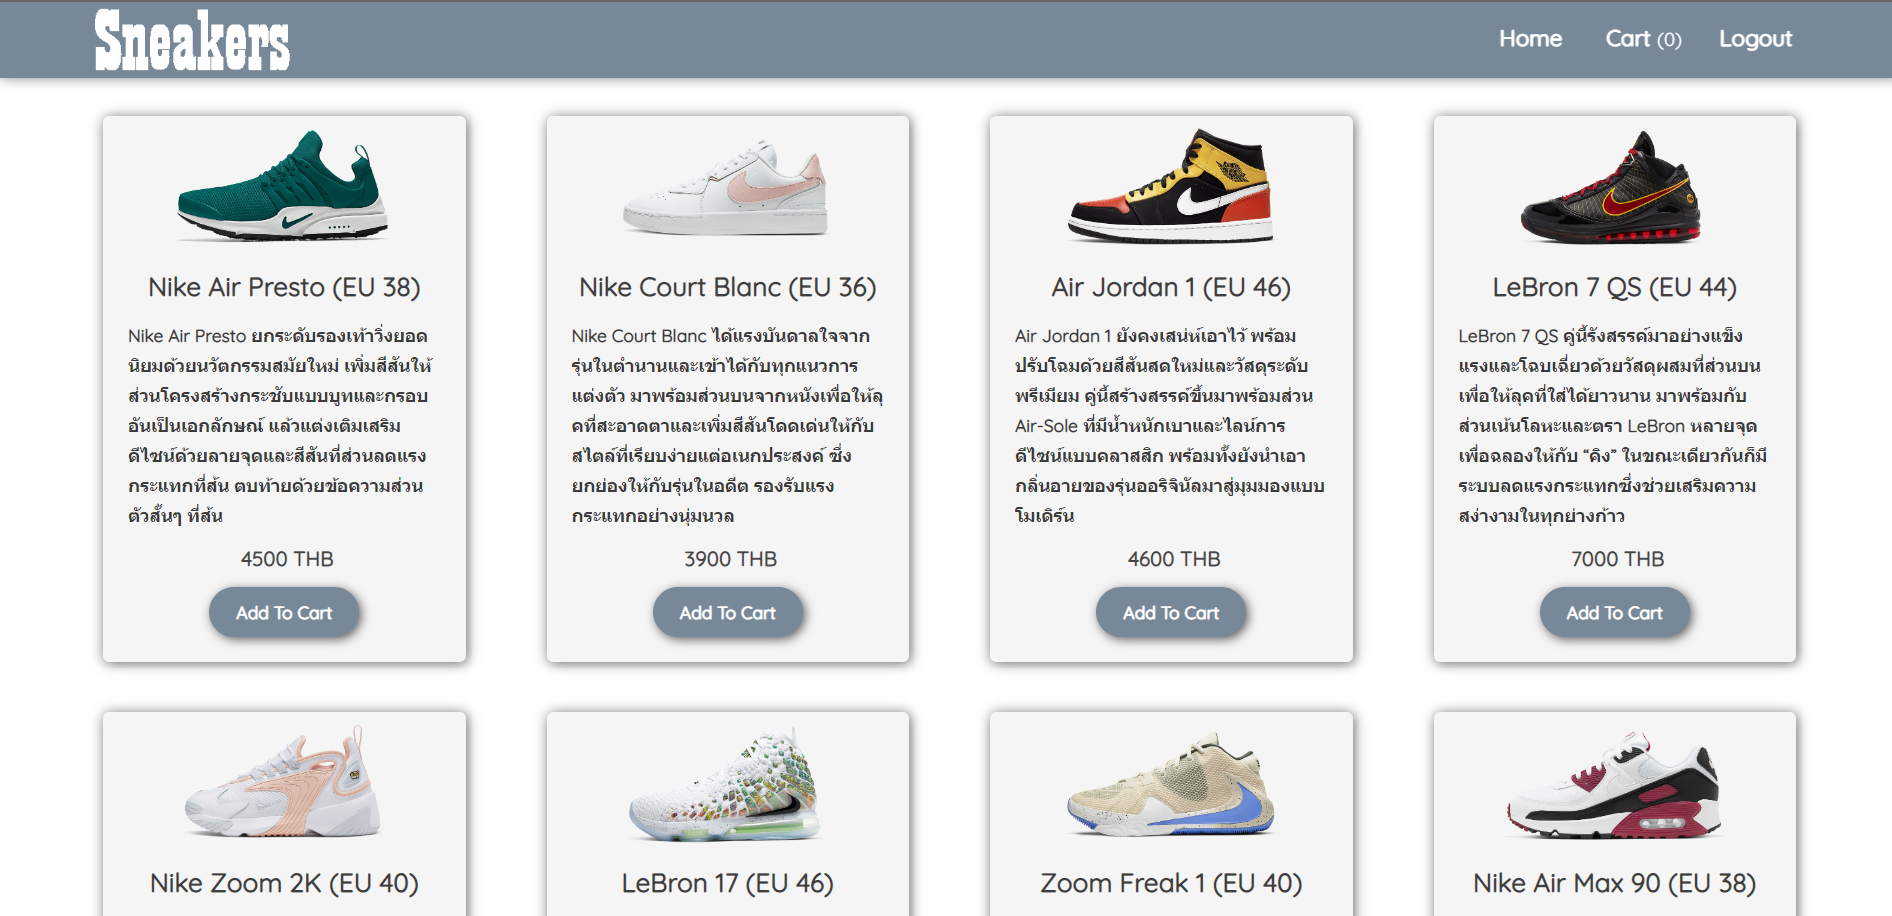 Sneakers
Home
Cart (0)
Logout
Nike Air Presto (EU 38)
Nike Air Presto ยกระดับรองเท้าวิ่งยอด
นิยมด้วยนวัตกรรมสมัยใหม่ เพิ่มสีสันให้
ส่วนโครงสร้างกระชับแบบบูทและกรอบ
อันเป็นเอกลักษณ์ แล้วแต่งเติมเสริม
ดีไซน์ด้วยลายจุดและสีสันที่ส่วนลดแรง
กระแทกที่ส้น ตบท้ายด้วยข้อความส่วน
ตัวสั้นๆ ที่ส้น
4500 THB
Add To Cart
Nike Court Blanc (EU 36)
Nike Court Blanc ได้แรงบันดาลใจจาก
รุ่นในตำนานและเข้าได้กับทุกแนวการ
แต่งตัว มาพร้อมส่วนบนจากหนังเพื่อให้ลุ
คที่สะอาดตาและเพิ่มสีสันโดดเด่นให้กับ
สไตล์ที่เรียบง่ายแต่อเนกประสงค์ ซึ่ง
ยกย่องให้กับรุ่นในอดีต รองรับแรง
กระแทกอย่างนุ่มนวล
3900 THB
Add To Cart
Air Jordan 1 (EU 46)
Air Jordan 1 ยังคงเสน่ห์เอาไว้ พร้อม
ปรับโฉมด้วยสีสันสดใหม่และวัสดุระดับ
พรีเมียม คู่นี้สร้างสรรค์ขึ้นมาพร้อมส่วน
Air-Sole ที่มีน้ำหนักเบาและไลน์การ
ดีไซน์แบบคลาสสิก พร้อมทั้งยังนำเอา
กลิ่นอายของรุ่นออริจินัลมาสู่มุมมองแบบ
โมเดิร์น
4600 THB
Add To Cart
LeBron 7 QS (EU 44)
LeBron 7 QS คู่นี้รังสรรค์มาอย่างแข็ง
แรงและโฉบเฉี่ยวด้วยวัสดุผสมที่ส่วนบน
เพื่อให้ลุคที่ใส่ได้ยาวนาน มาพร้อมกับ
ส่วนเน้นโลหะและตรา LeBron หลายจุด
เพื่อฉลองให้กับ “คิง” ในขณะเดียวกันก็มี
ระบบลดแรงกระแทกซึ่งช่วยเสริมความ
สง่างามในทุกย่างก้าว
7000 THB
Add To Cart
Nike Zoom 2K (EU 40)
LeBron 17 (EU 46)
Zoom Freak 1 (EU 40)
Nike Air Max 90 (EU 38)